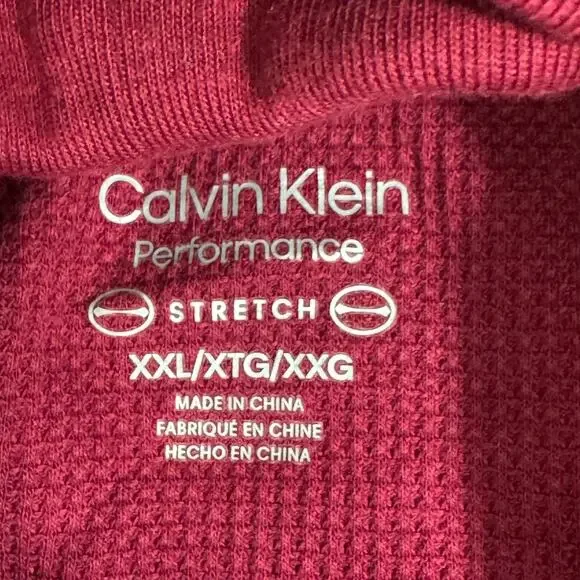 Calvin Klein
Performance
STRETCH
XXL/XTG/XXG
MADE IN CHINA
FABRIQUÉ EN CHINE
HECHO EN CHINA